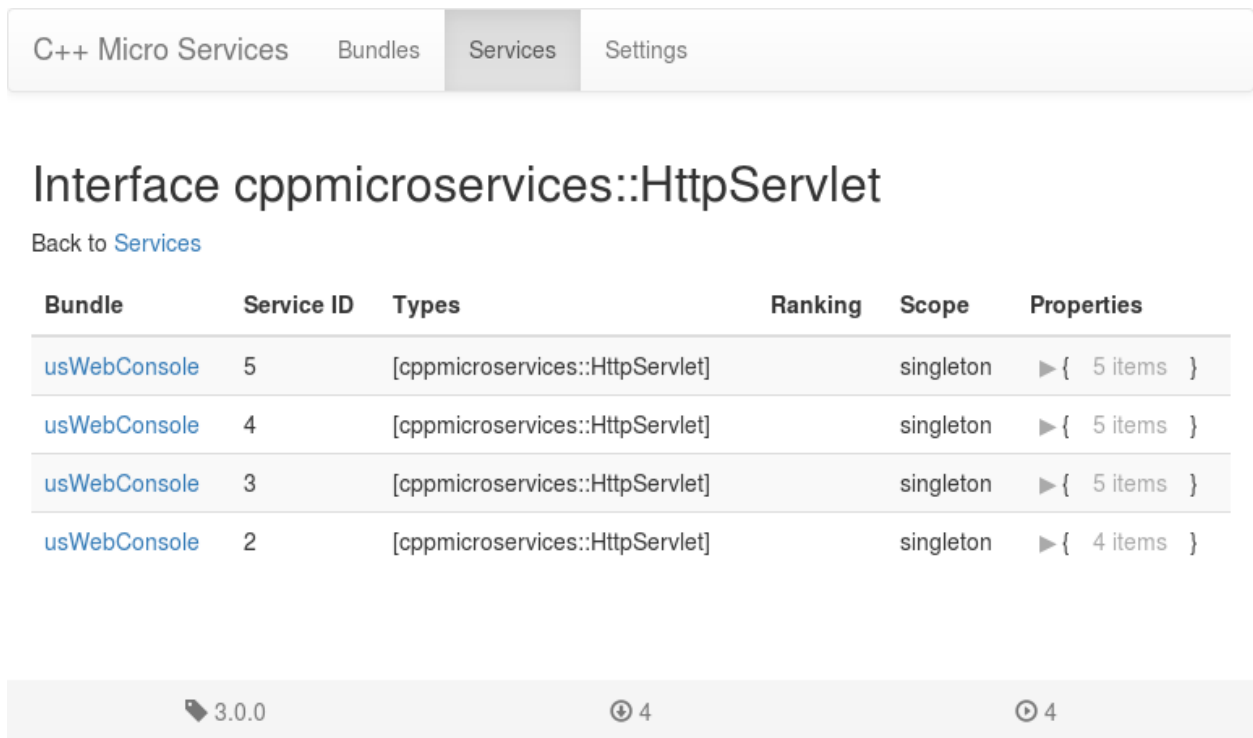 C++ Micro Services Bundles Services Settings
Interface cppmicroservices::HttpServlet
Back to Services
Bundle Service ID Types Ranking Scope Properties
usWebConsole 5 [cppmicroservices::HttpServlet] singleton ▶ { 5 items }
usWebConsole 4 [cppmicroservices::HttpServlet] singleton ▶ { 5 items }
usWebConsole 3 [cppmicroservices::HttpServlet] singleton ▶ { 5 items }
usWebConsole 2 [cppmicroservices::HttpServlet] singleton ▶ { 4 items }
3.0.0 4 4